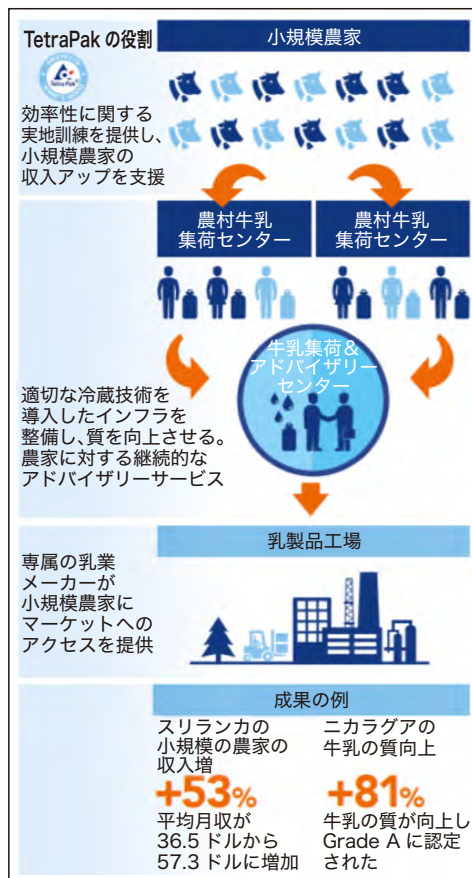 TetraPak の役割
小規模農家
Tetra Pak
効率性に関する
実地訓練を提供し、
小規模農家の
収入アップを支援
農村牛乳
集荷センター
農村牛乳
集荷センター
牛乳集荷＆
アドバイザリー
センター
適切な冷蔵技術を
導入したインフラを
整備し、質を向上させる。
農家に対する継続的な
アドバイザリーサービス
乳製品工場
専属の乳業
メーカーが
小規模農家に
マーケットへの
アクセスを提供
成果の例
スリランカの
小規模の農家の
収入増
+53%
平均月収が
36.5 ドルから
57.3 ドルに増加
ニカラグアの
牛乳の質向上
+81%
牛乳の質が向上し
Grade A に認定
された